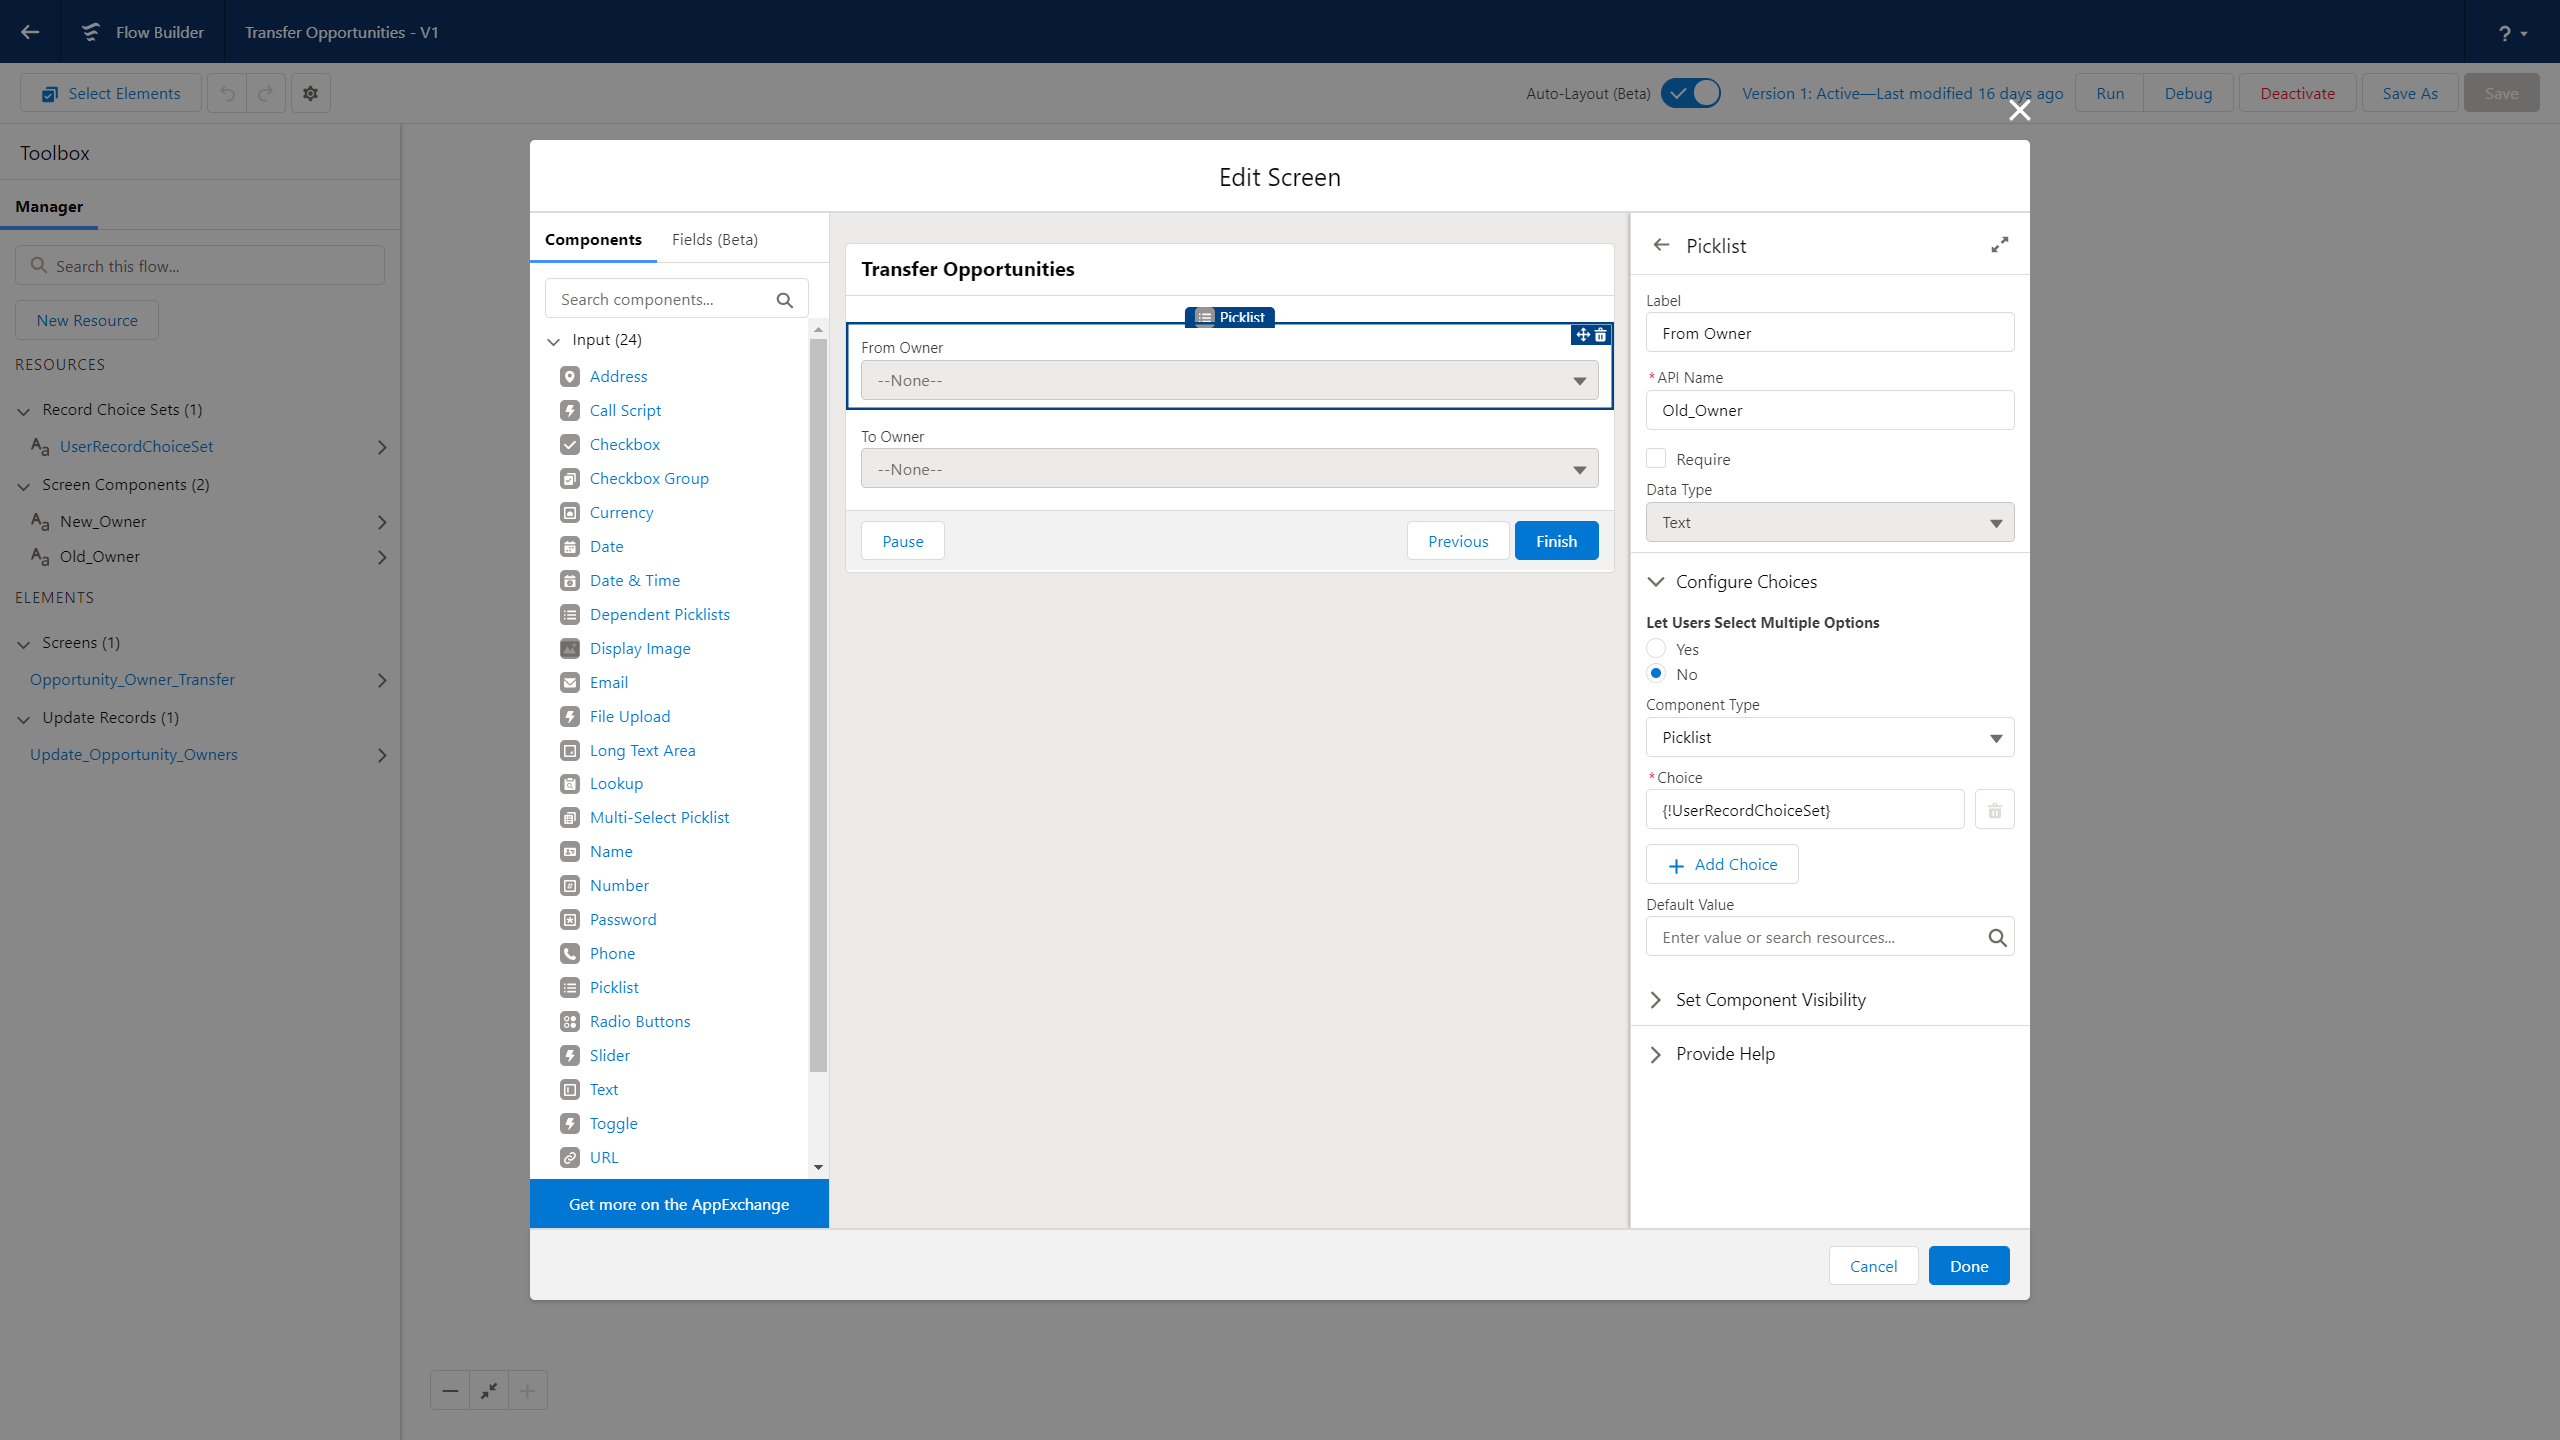 Flow Builder
Transfer Opportunities - V1
?
Select Elements
Auto-Layout (Beta)
Version 1: Active—Last modified 16 days ago
Run
Debug
Deactivate
Save As
Save
Toolbox
Manager
Search this flow...
New Resource
RESOURCES
Record Choice Sets (1)
UserRecordChoiceSet
Screen Components (2)
New_Owner
Old_Owner
ELEMENTS
Screens (1)
Opportunity_Owner_Transfer
Update Records (1)
Update_Opportunity_Owners
Edit Screen
Components
Fields (Beta)
Search components...
Input (24)
Address
Call Script
Checkbox
Checkbox Group
Currency
Date
Date & Time
Dependent Picklists
Display Image
Email
File Upload
Long Text Area
Lookup
Multi-Select Picklist
Name
Number
Password
Phone
Picklist
Radio Buttons
Slider
Text
Toggle
URL
Get more on the AppExchange
Transfer Opportunities
Picklist
From Owner
--None--
To Owner
--None--
Pause
Previous
Finish
Picklist
Label
From Owner
*API Name
Old_Owner
Require
Data Type
Text
Configure Choices
Let Users Select Multiple Options
Yes
No
Component Type
Picklist
*Choice
{!UserRecordChoiceSet}
Add Choice
Default Value
Enter value or search resources...
Set Component Visibility
Provide Help
Cancel
Done